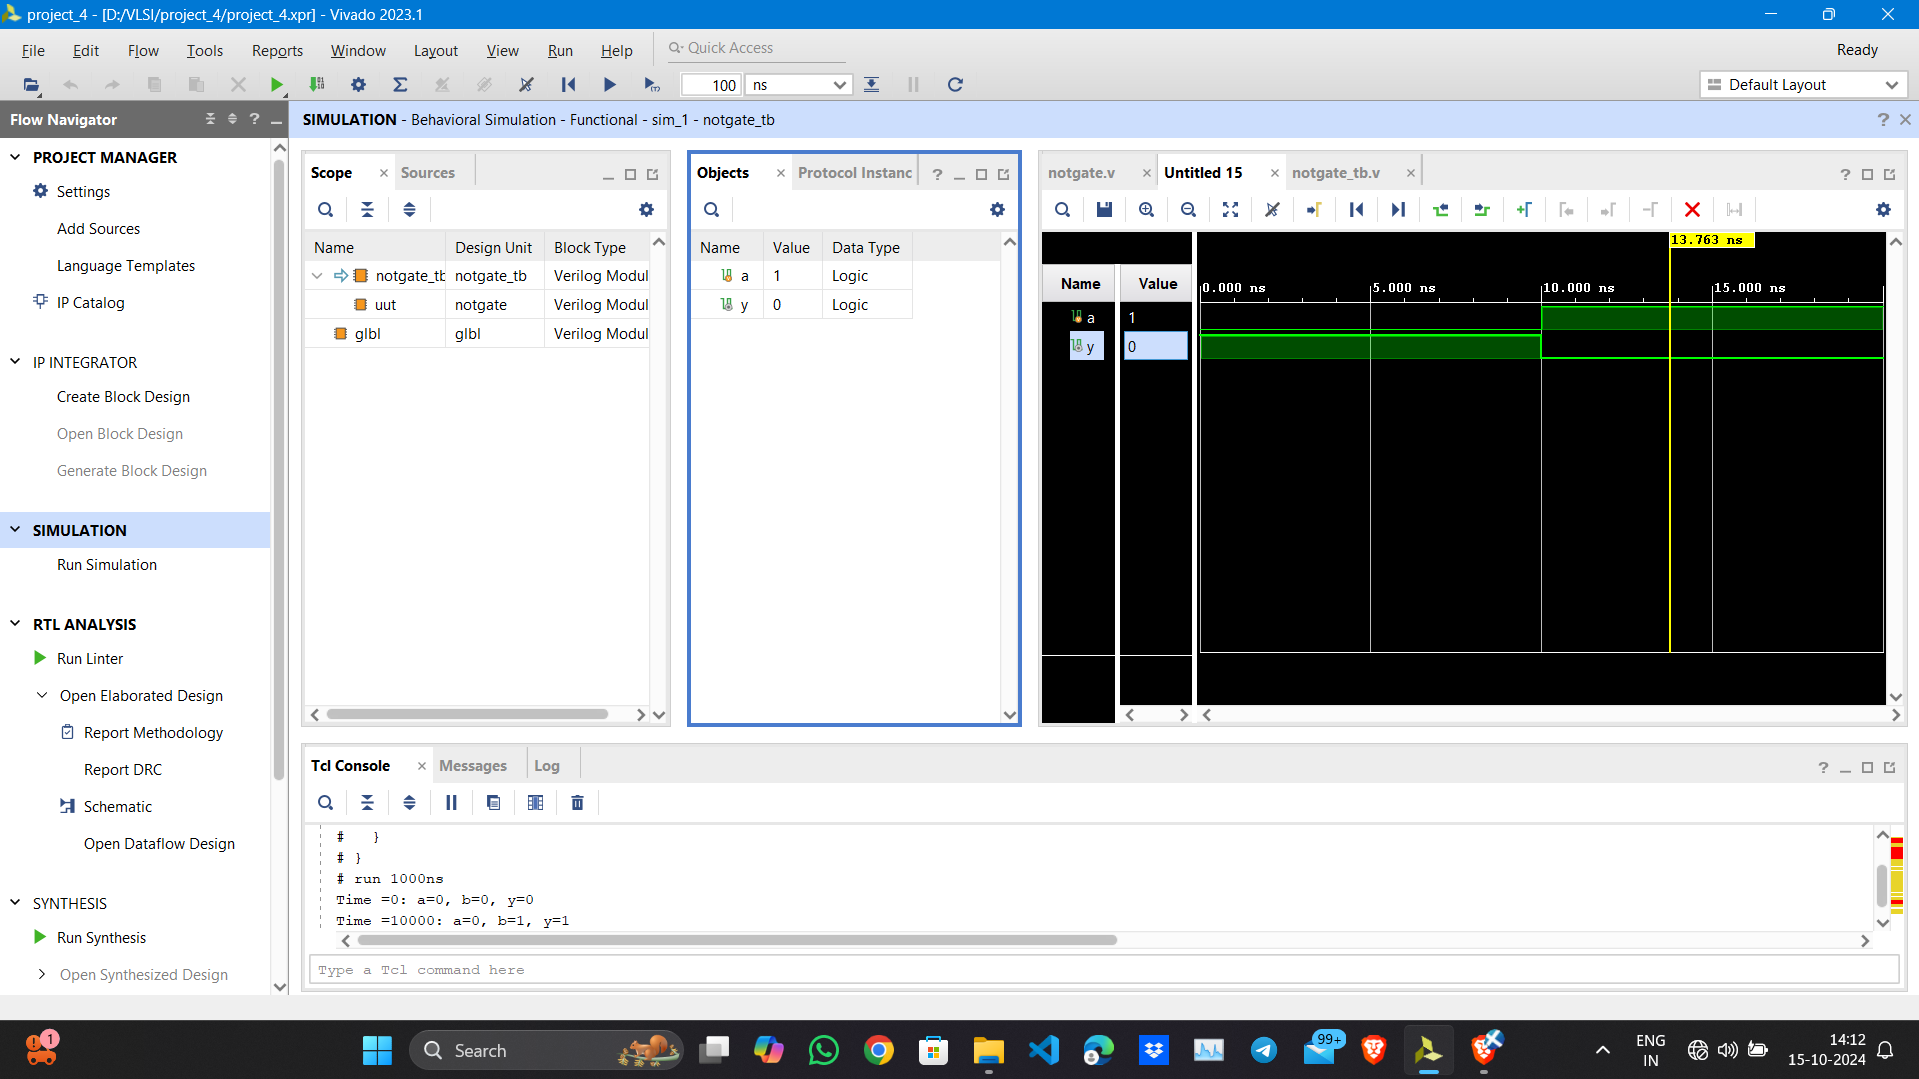 project_4 - [D:/VLSI/project_4/project_4.xpr] - Vivado 2023.1
File Edit Flow Tools Reports Window Layout View Run Help Quick Access Ready
100 ns Default Layout
Flow Navigator
PROJECT MANAGER
Settings
Add Sources
Language Templates
IP Catalog
IP INTEGRATOR
Create Block Design
Open Block Design
Generate Block Design
SIMULATION
Run Simulation
RTL ANALYSIS
Run Linter
Open Elaborated Design
Report Methodology
Report DRC
Schematic
Open Dataflow Design
SYNTHESIS
Run Synthesis
Open Synthesized Design
SIMULATION - Behavioral Simulation - Functional - sim_1 - notgate_tb
Scope Sources
Name Design Unit Block Type
notgate_tb notgate_tb Verilog Modul
uut notgate Verilog Modul
glbl glbl Verilog Modul
Objects Protocol Instanc
Name Value Data Type
a 1 Logic
y 0 Logic
notgate.v Untitled 15 notgate_tb.v
13.763 ns
Name Value 0.000 ns 5.000 ns 10.000 ns 15.000 ns
a 1
y 0
Tcl Console Messages Log
# }
# }
# run 1000ns
Time =0: a=0, b=0, y=0
Time =10000: a=0, b=1, y=1
Type a Tcl command here
1
Search
99+
ENG
IN
14:12
15-10-2024